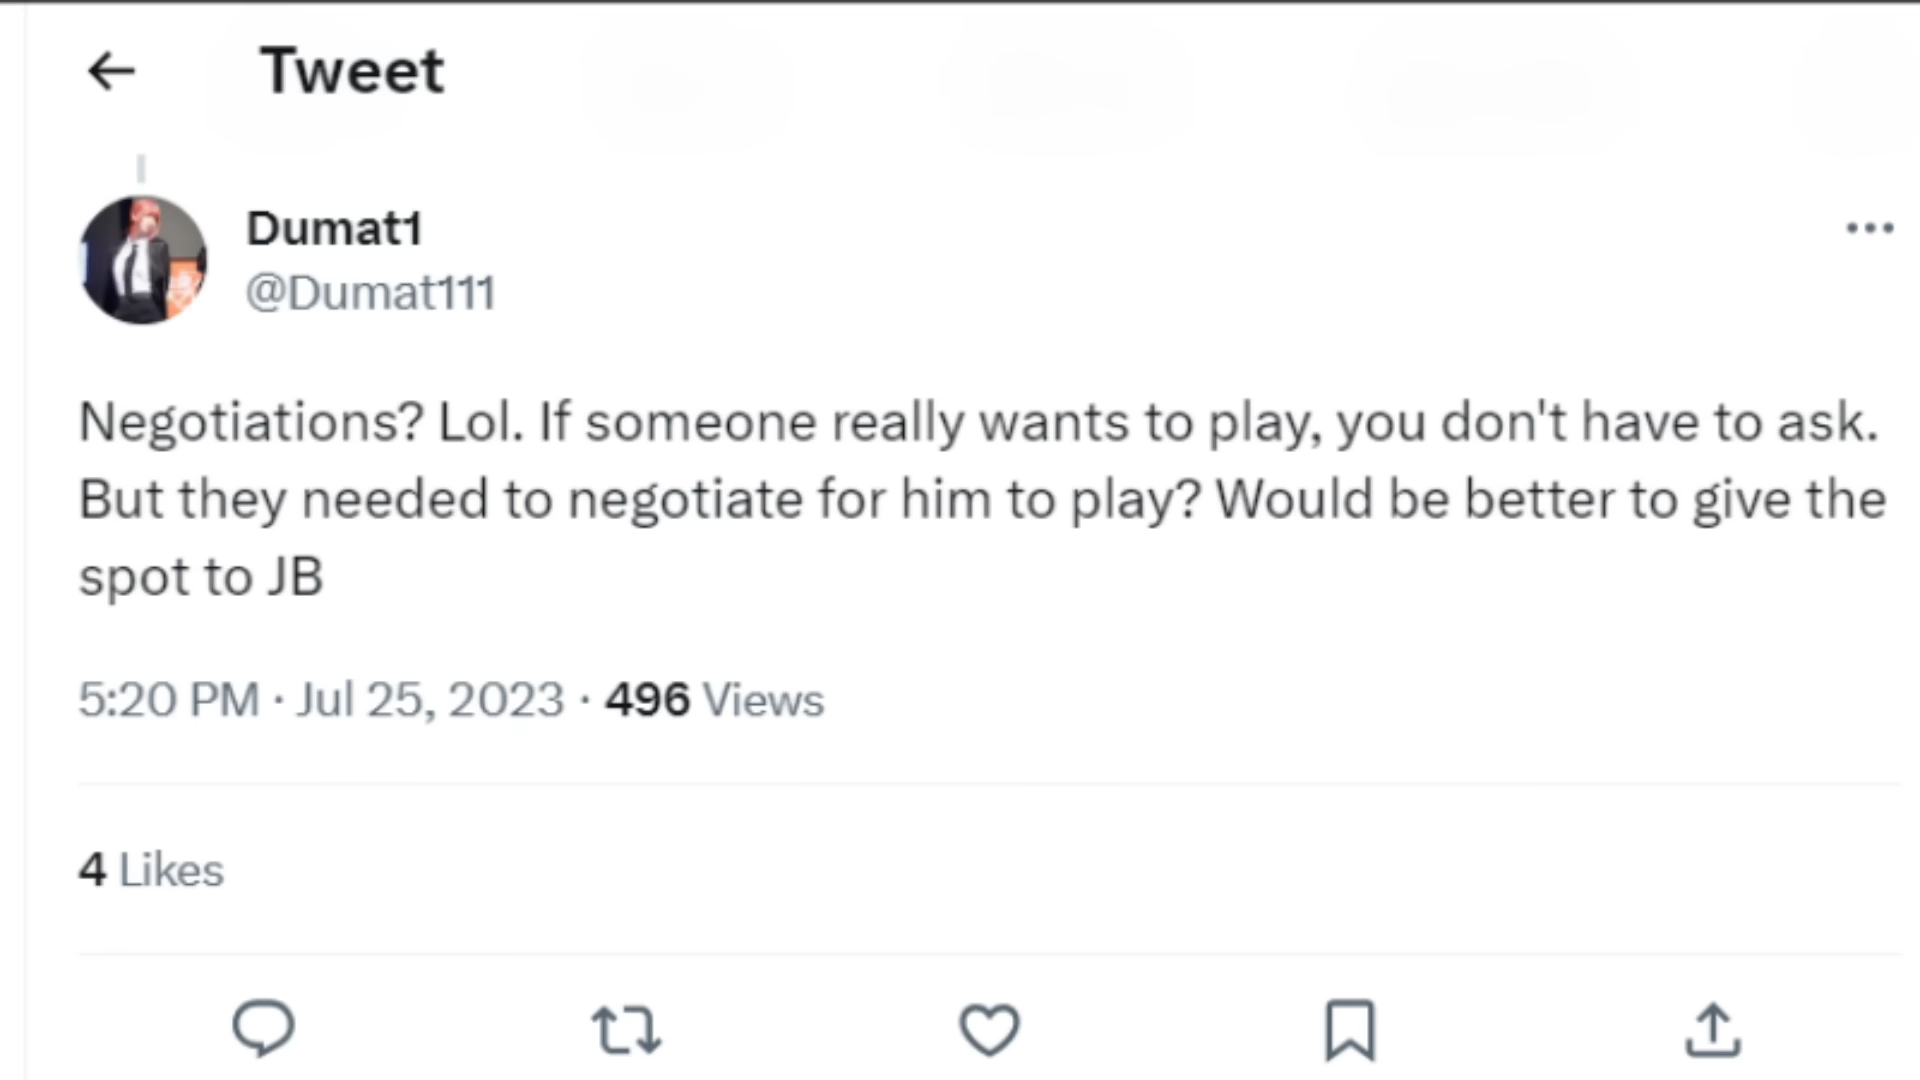 Tweet
Dumat1
@Dumat111
Negotiations? Lol. If someone really wants to play, you don't have to ask.
But they needed to negotiate for him to play? Would be better to give the
spot to JB
5:20 PM · Jul 25, 2023 · 496 Views
4 Likes